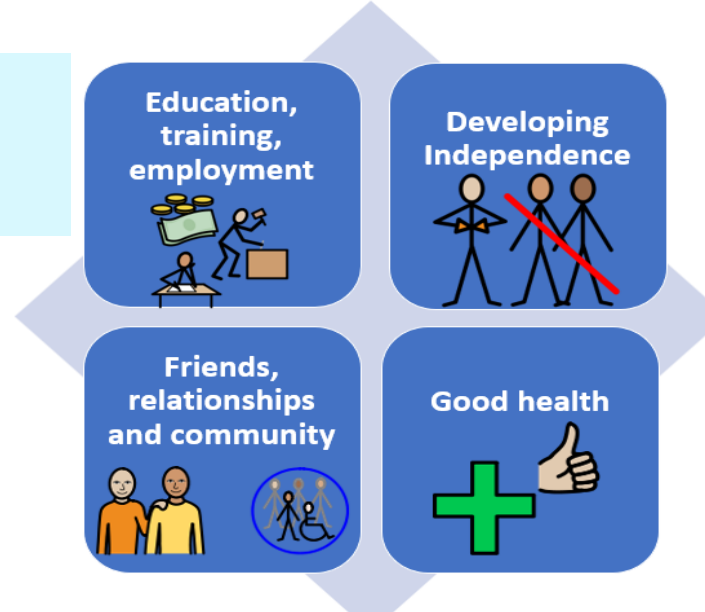 Education,
training,
employment
Developing
Independence
Friends,
relationships
and community
Good health